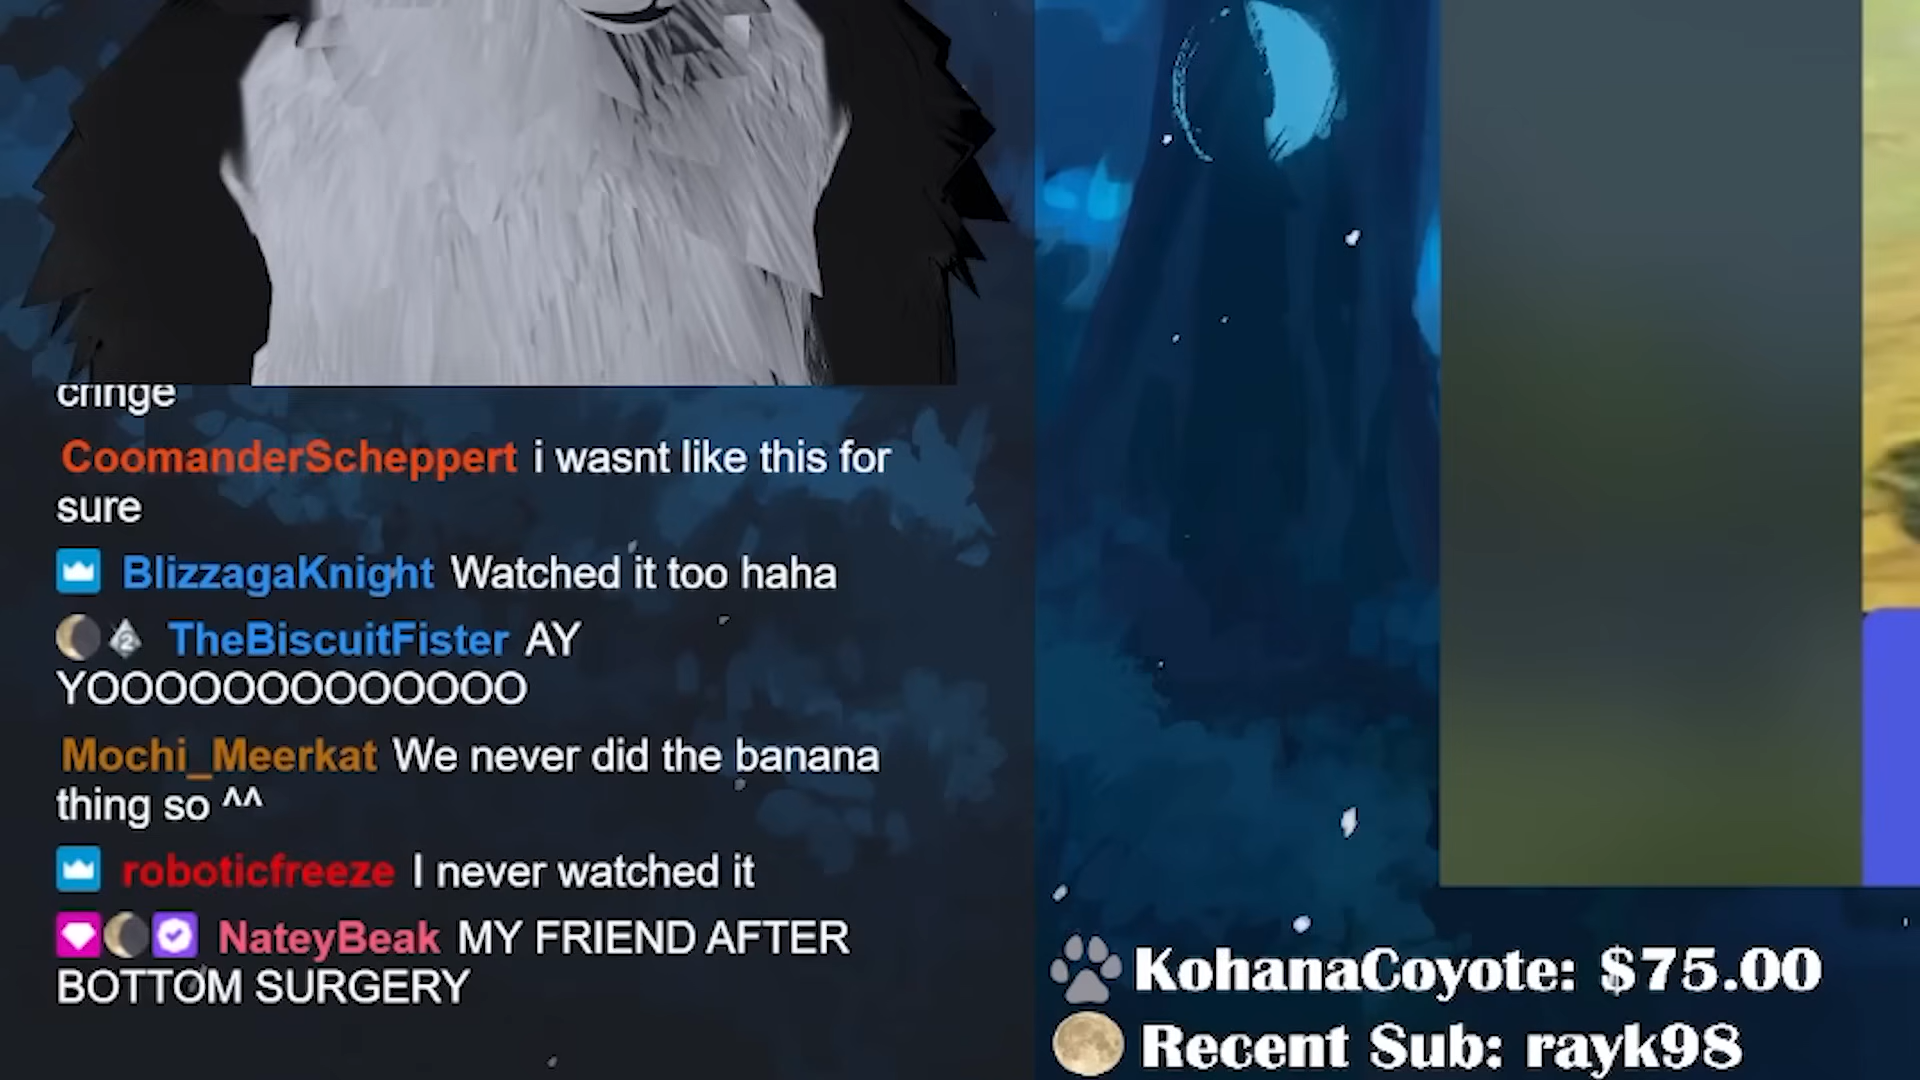 cringe
CoomanderScheppert i wasnt like this for
sure
BlizzagaKnight Watched it too haha
2 TheBiscuitFister AY
YOOOOOOOOOOOOO
Mochi_Meerkat We never did the banana
thing so ^^
roboticfreeze I never watched it
NateyBeak MY FRIEND AFTER
BOTTOM SURGERY
KohanaCoyote: $75.00
Recent Sub: rayk98